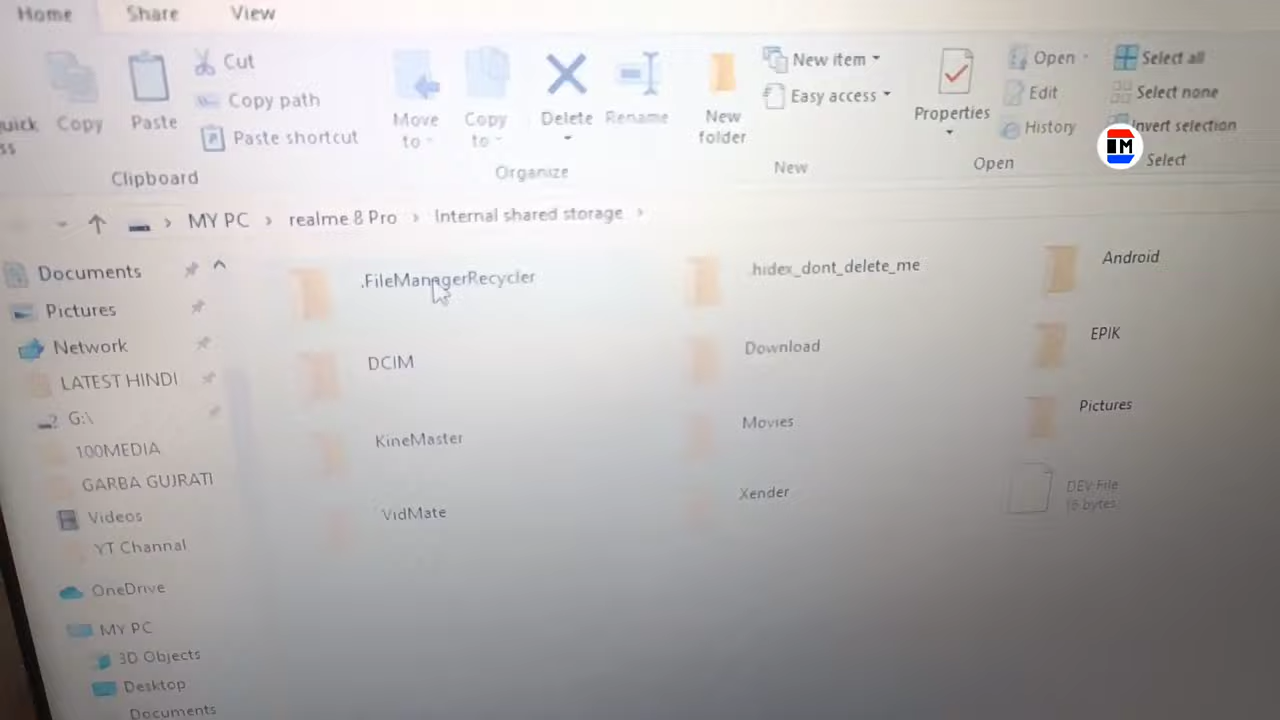 Home Share View
Cut
Copy path
Paste shortcut
Copy
Paste
Clipboard
Move to
Copy to
Delete
Rename
Organize
New folder
New item
Easy access
New
Properties
Open
Edit
History
Open
Select all
Select none
Invert selection
Select
IM
MY PC > realme 8 Pro > Internal shared storage >
Documents
Pictures
Network
LATEST HINDI
G:\
100MEDIA
GARBA GUJRATI
Videos
YT Channal
OneDrive
MY PC
3D Objects
Desktop
Documents
.FileManagerRecycler
.hidex_dont_delete_me
Android
DCIM
Download
EPIK
KineMaster
Movies
Pictures
VidMate
Xender
DEV File
16 bytes